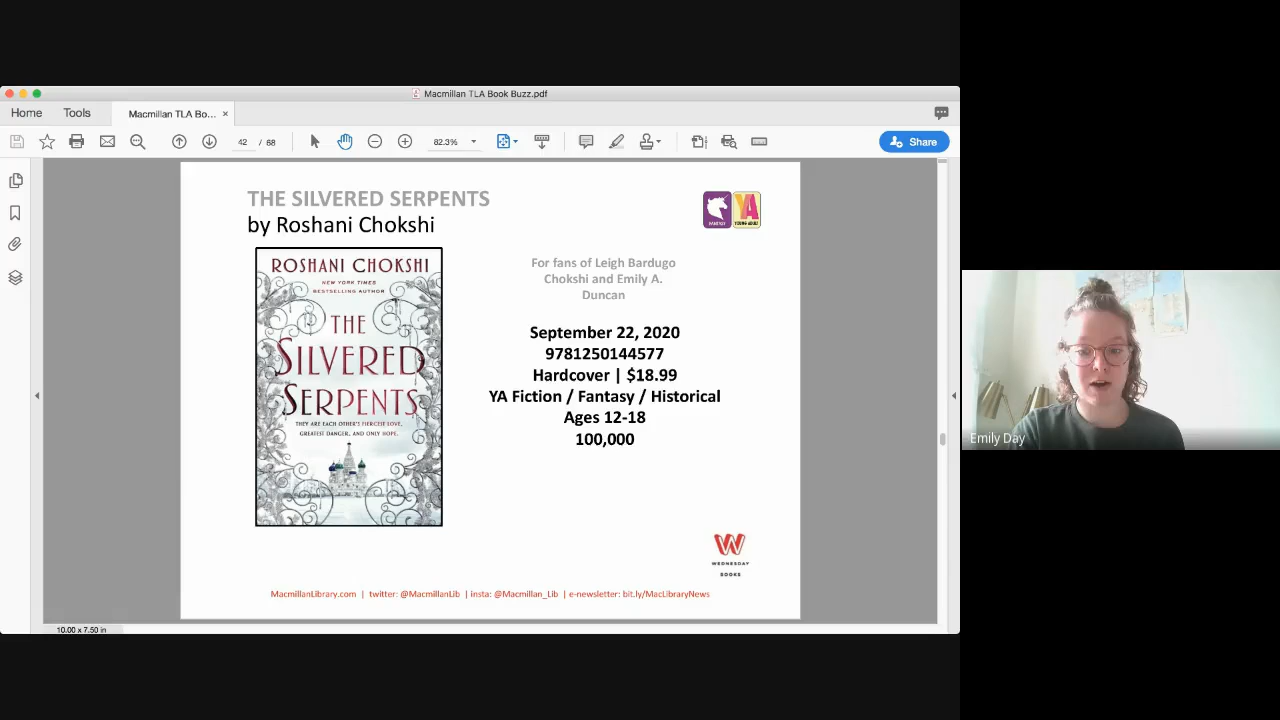 Macmillan TLA Book Buzz.pdf
Home
Tools
Macmillan TLA Bo...
42 / 68
82.3%
Share
THE SILVERED SERPENTS
by Roshani Chokshi
FANTASY
YA
YOUNG ADULT
ROSHANI CHOKSHI
NEW YORK TIMES
BESTSELLING AUTHOR
THE
SILVERED
SERPENTS
THEY ARE EACH OTHER'S FIERCEST LOVE,
GREATEST DANGER, AND ONLY HOPE.
For fans of Leigh Bardugo
Chokshi and Emily A.
Duncan
September 22, 2020
9781250144577
Hardcover | $18.99
YA Fiction / Fantasy / Historical
Ages 12-18
100,000
W
WEDNESDAY
BOOKS
MacmillanLibrary.com | twitter: @MacmillanLib | insta: @Macmillan_Lib | e-newsletter: bit.ly/MacLibraryNews
10.00 x 7.50 in
Emily Day